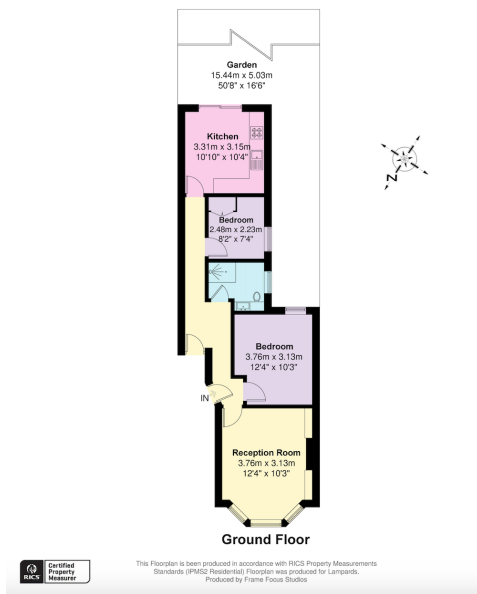 Garden
15.44m x 5.03m
50'8" x 16'6"
Kitchen
3.31m x 3.15m
10'10" x 10'4"
N
Bedroom
2.48m x 2.23m
8'2" x 7'4"
Bedroom
3.76m x 3.13m
12'4" x 10'3"
IN
Reception Room
3.76m x 3.13m
12'4" x 10'3"
Ground Floor
RICS
Certified
Property
Measurer
This Floorplan is been produced in accordance with RICS Property Measurements
Standards (IPMS2 Residential) Floorplan was produced for Lampards.
Produced by Frame Focus Studios